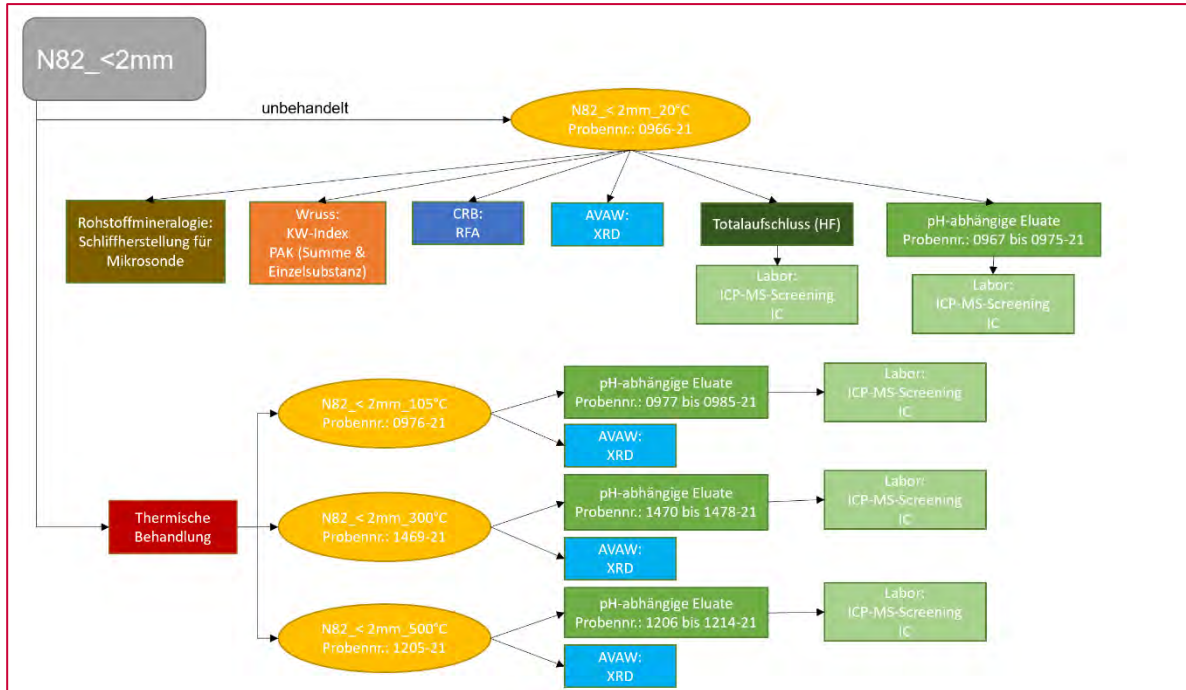 N82_<2mm
unbehandelt
N82_< 2mm_20°C
Probennr.: 0966-21
Rohstoffmineralogie:
Schliffherstellung für
Mikrosonde
Wruss:
KW-Index
PAK (Summe &
Einzelsubstanz)
CRB:
RFA
AVAW:
XRD
Totalaufschluss (HF)
pH-abhängige Eluate
Probennr.: 0967 bis 0975-21
Labor:
ICP-MS-Screening
IC
Labor:
ICP-MS-Screening
IC
N82_< 2mm_105°C
Probennr.: 0976-21
pH-abhängige Eluate
Probennr.: 0977 bis 0985-21
Labor:
ICP-MS-Screening
IC
AVAW:
XRD
Thermische
Behandlung
N82_< 2mm_300°C
Probennr.: 1469-21
pH-abhängige Eluate
Probennr.: 1470 bis 1478-21
Labor:
ICP-MS-Screening
IC
AVAW:
XRD
N82_< 2mm_500°C
Probennr.: 1205-21
pH-abhängige Eluate
Probennr.: 1206 bis 1214-21
Labor:
ICP-MS-Screening
IC
AVAW:
XRD